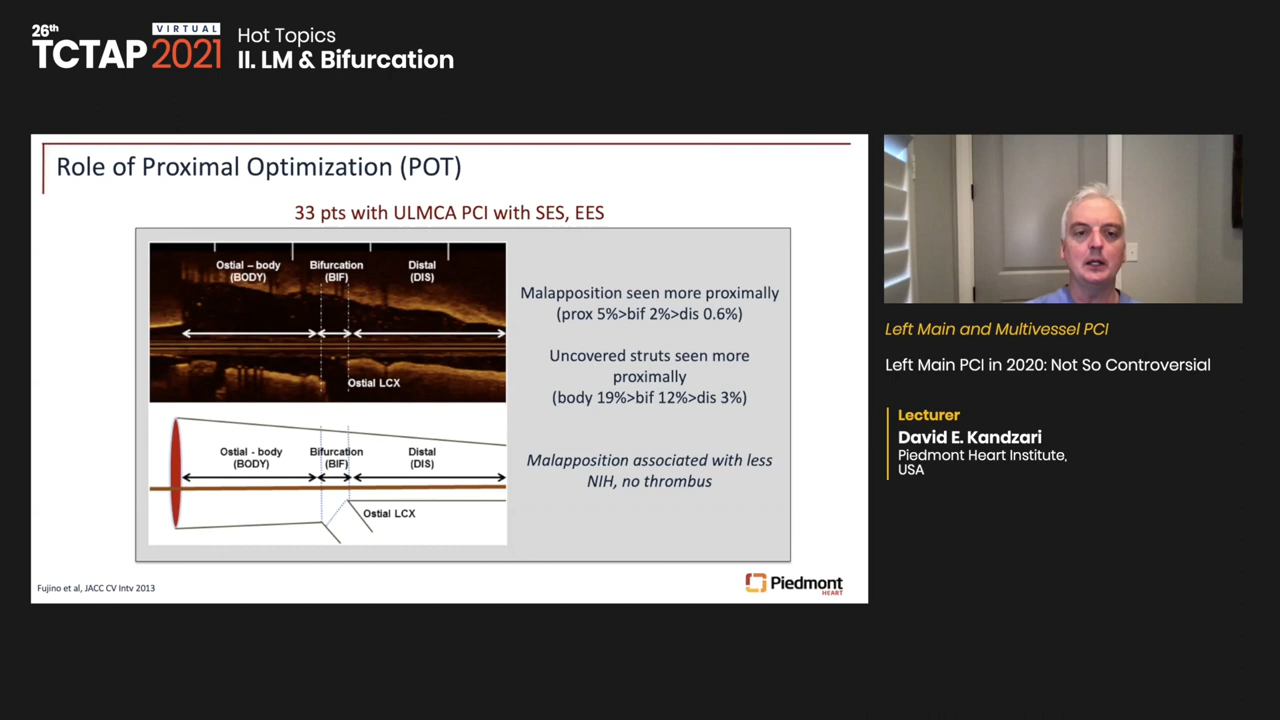 26th
VIRTUAL
TCTAP 2021
Hot Topics
II. LM & Bifurcation
Role of Proximal Optimization (POT)
33 pts with ULMCA PCI with SES, EES
Ostial – body
(BODY)
Bifurcation
(BIF)
Distal
(DIS)
Ostial LCX
Ostial - body
(BODY)
Bifurcation
(BIF)
Distal
(DIS)
Ostial LCX
Malapposition seen more proximally
(prox 5%>bif 2%>dis 0.6%)
Uncovered struts seen more
proximally
(body 19%>bif 12%>dis 3%)
Malapposition associated with less
NIH, no thrombus
Fujino et al, JACC CV Intv 2013
Piedmont
HEART
Left Main and Multivessel PCI
Left Main PCI in 2020: Not So Controversial
Lecturer
David E. Kandzari
Piedmont Heart Institute,
USA